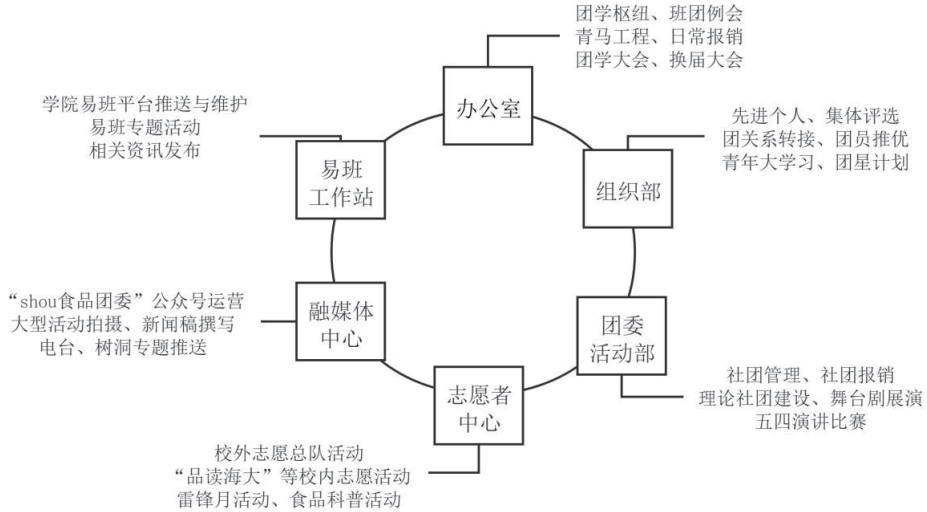 团学枢纽、班团例会
青马工程、日常报销
团学大会、换届大会
办公室
学院易班平台推送与维护
易班专题活动
相关资讯发布
易班
工作站
先进个人、集体评选
团关系转接、团员推优
青年大学习、团星计划
组织部
“shou食品团委”公众号运营
大型活动拍摄、新闻稿撰写
电台、树洞专题推送
融媒体
中心
团委
活动部
社团管理、社团报销
理论社团建设、舞台剧展演
五四演讲比赛
志愿者
中心
校外志愿总队活动
“品读海大”等校内志愿活动
雷锋月活动、食品科普活动